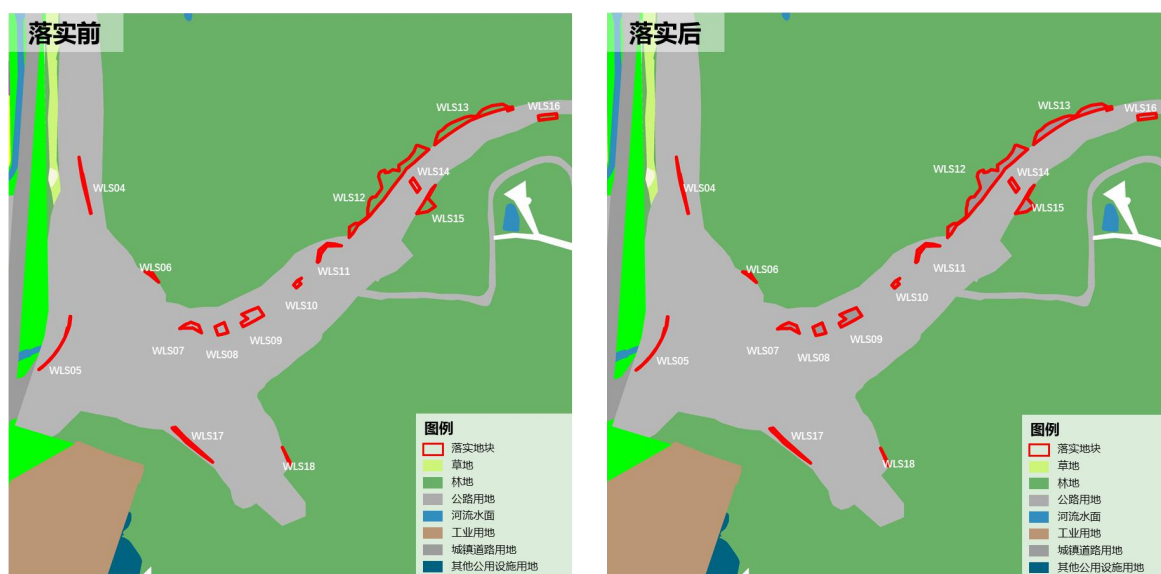 落实前
WLS13
WLS16
WLS04
WLS14
WLS12
WLS15
WLS06
WLS11
WLS10
WLS09
WLS07
WLS08
WLS05
WLS17
WLS18
图例
落实地块
草地
林地
公路用地
河流水面
工业用地
城镇道路用地
其他公用设施用地
落实后
WLS13
WLS16
WLS04
WLS14
WLS12
WLS15
WLS06
WLS11
WLS10
WLS09
WLS07
WLS08
WLS05
WLS17
WLS18
图例
落实地块
草地
林地
公路用地
河流水面
工业用地
城镇道路用地
其他公用设施用地